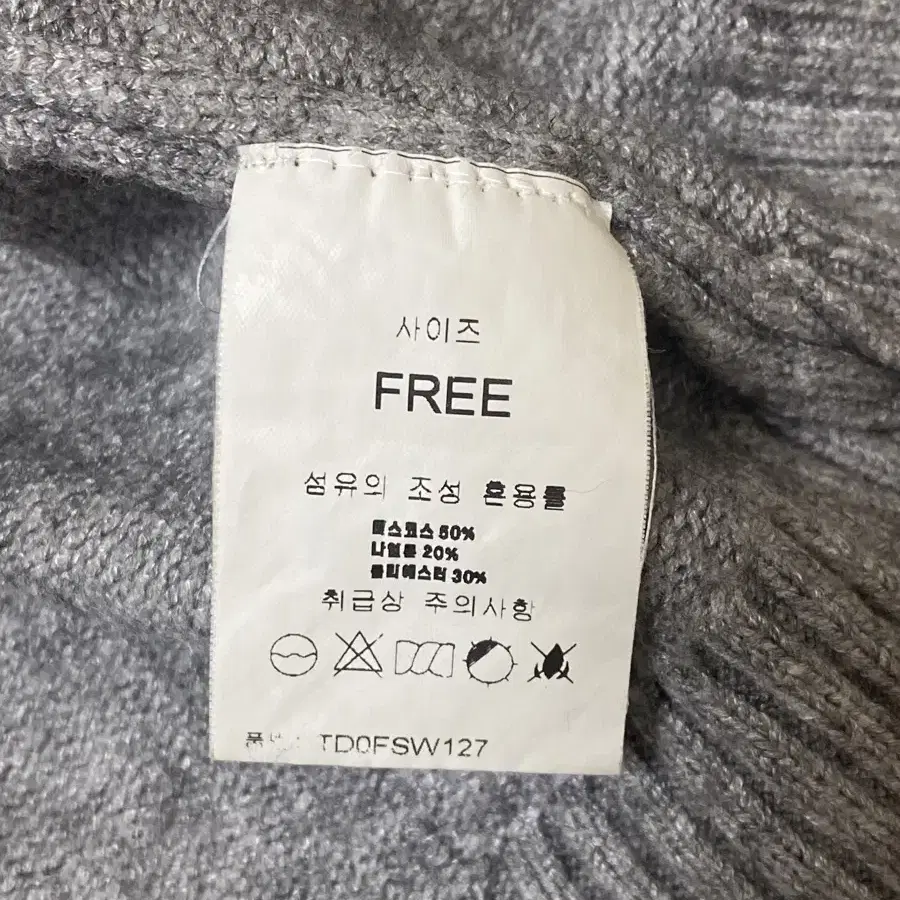 사이즈
FREE
섬유의 조성 혼용률
비스코스 50%
나일론 20%
폴리에스터 30%
취급상 주의사항
TD0FSW127